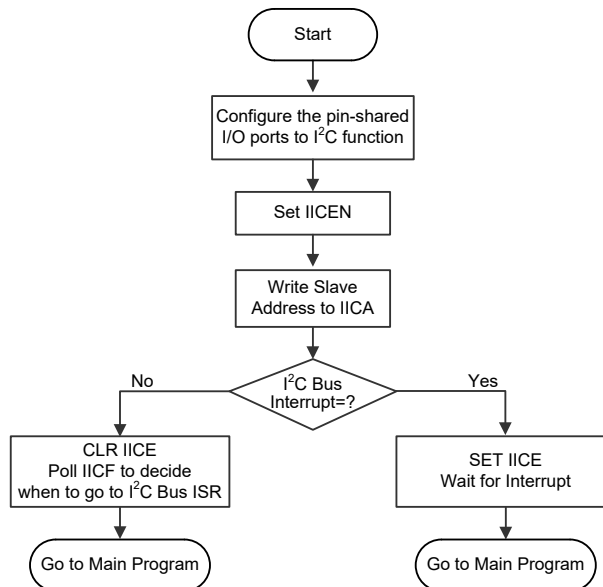 Start
Configure the pin-shared
I/O ports to I²C function
Set IICEN
Write Slave
Address to IICA
I²C Bus
Interrupt=?
No
Yes
CLR IICE
Poll IICF to decide
when to go to I²C Bus ISR
SET IICE
Wait for Interrupt
Go to Main Program
Go to Main Program